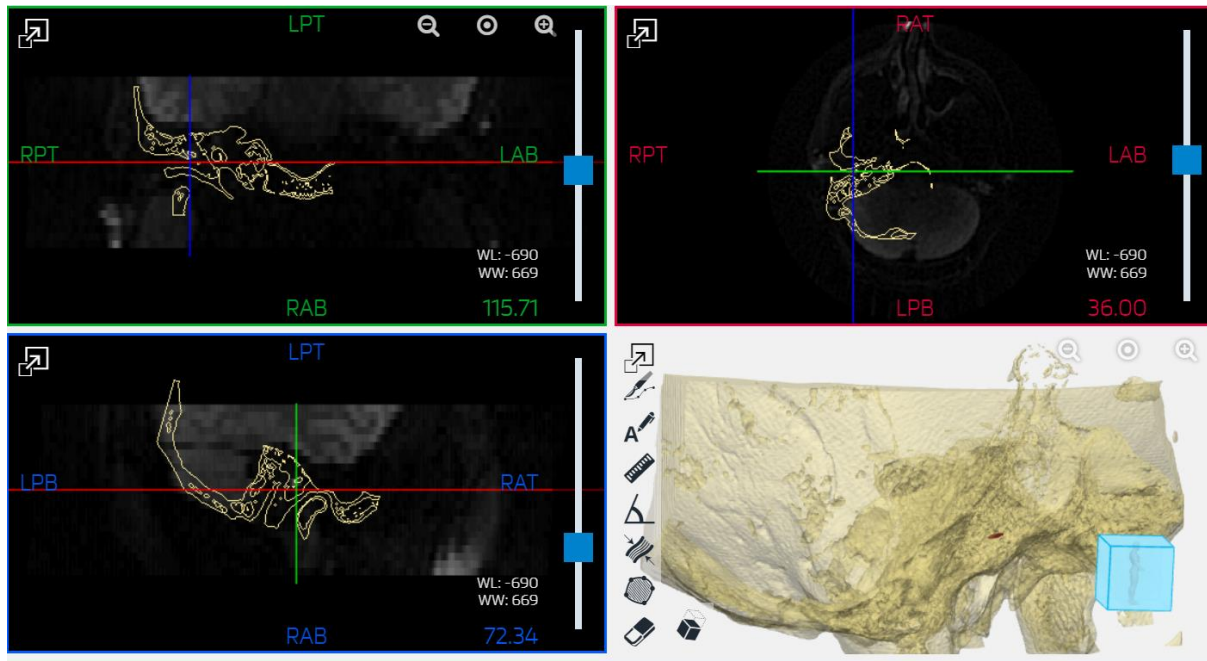 LPT
RPT
LAB
WL: -690
WW: 669
RAB
115.71
RAT
RPT
LAB
WL: -690
WW: 669
LPB
36.00
LPT
LPB
RAT
WL: -690
WW: 669
RAB
72.34
A